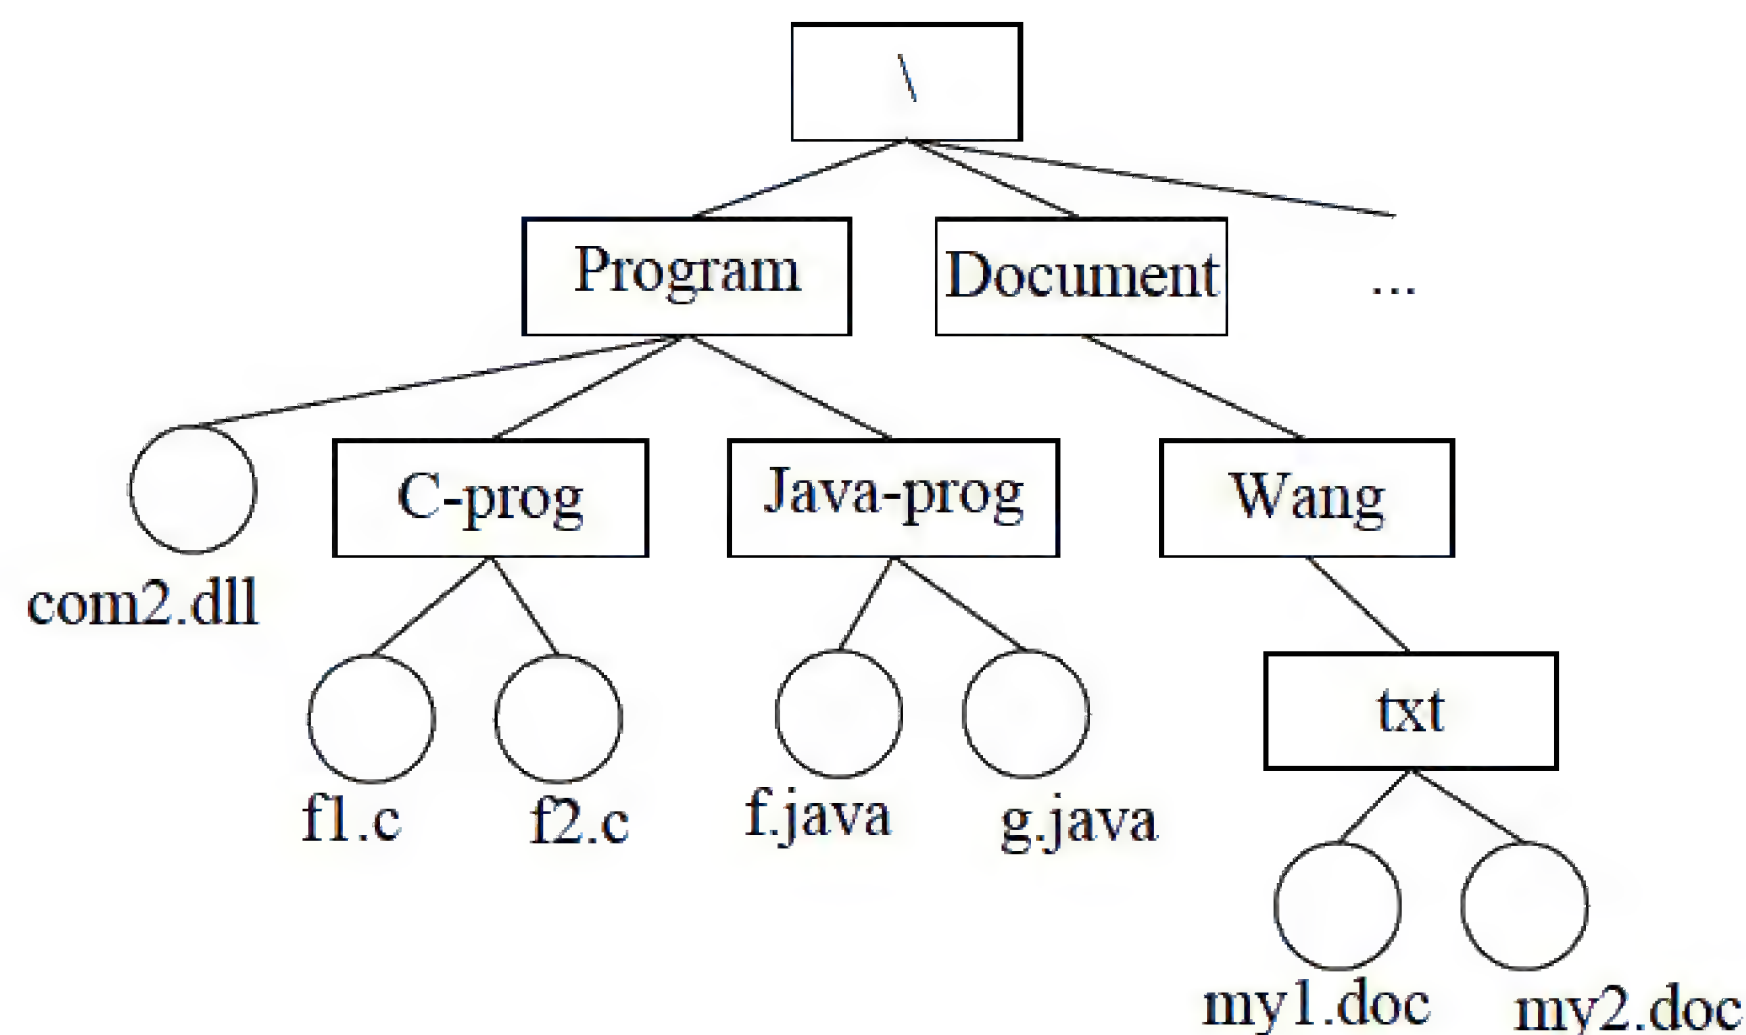 \
Program
Document
...
C-prog
Java-prog
Wang
com2.dll
txt
f1.c
f2.c
f.java
g.java
my1.doc
my2.doc